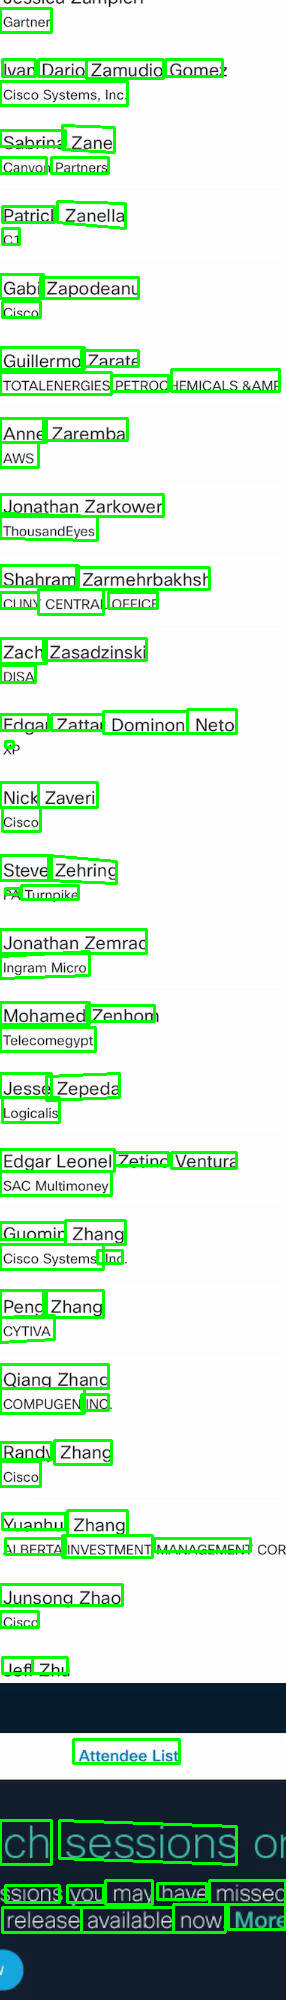 Gartner
Ivan Dario Zamudio Gomez
Cisco Systems, Inc.
Sabrina Zane
Canyon Partners
Patrick Zanella
C1
Gabi Zapodeanu
Cisco
Guillermo Zarate
TOTALENERGIES PETROCHEMICALS &AMP
Anne Zaremba
AWS
Jonathan Zarkower
ThousandEyes
Shahram Zarmehrbakhsh
CUNY CENTRAL OFFICE
Zach Zasadzinski
DISA
Edgar Zattar Dominoni Neto
XP
Nick Zaveri
Cisco
Steve Zehring
PA Turnpike
Jonathan Zemrac
Ingram Micro
Mohamed Zenhom
Telecomegypt
Jesse Zepeda
Logicalis
Edgar Leonel Zetino Ventura
SAC Multimoney
Guomin Zhang
Cisco Systems, Inc.
Peng Zhang
CYTIVA
Qiang Zhang
COMPUGEN INC.
Randy Zhang
Cisco
Yuanhui Zhang
ALBERTA INVESTMENT MANAGEMENT COR
Junsong Zhao
Cisco
Jeff Zhu
Attendee List
ch sessions
ssions you may have missed
release available now More